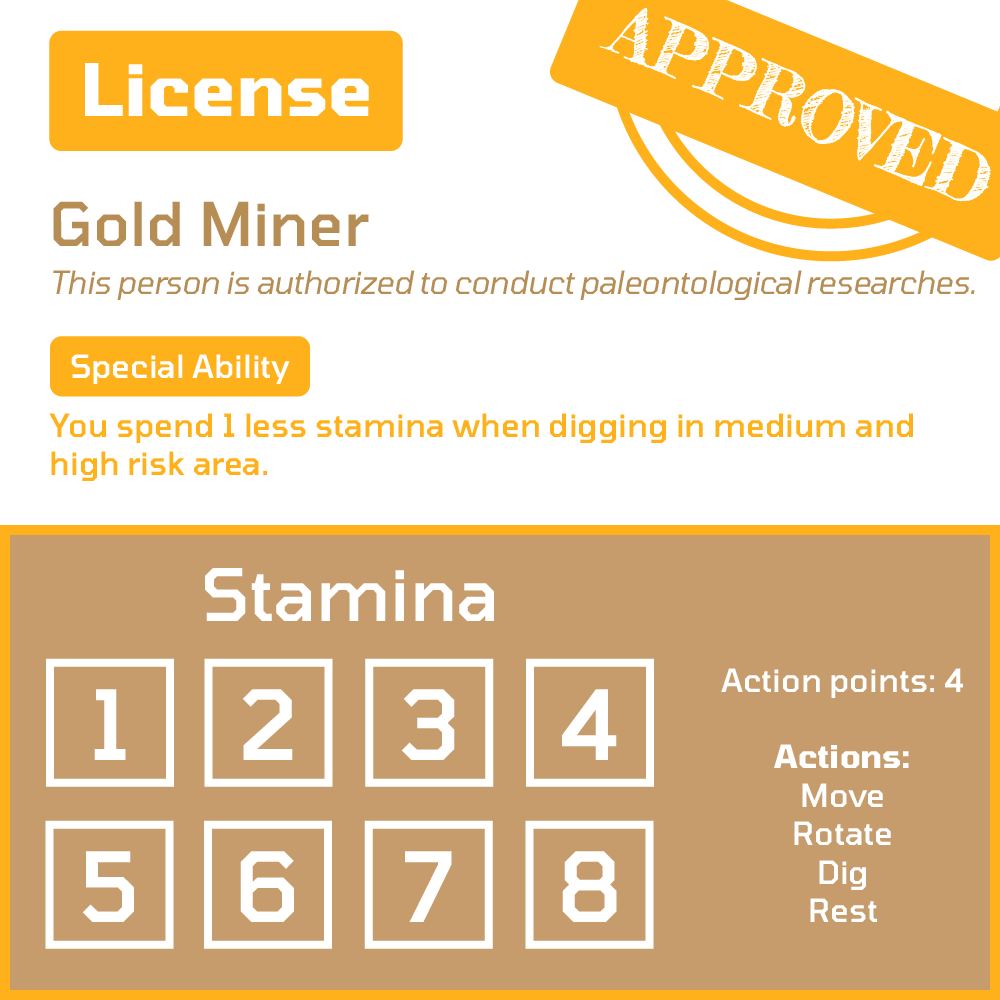 License
APPROVED
Gold Miner
This person is authorized to conduct paleontological researches.
Special Ability
You spend 1 less stamina when digging in medium and
high risk area.
Stamina
1 2 3 4
5 6 7 8
Action points: 4
Actions:
Move
Rotate
Dig
Rest